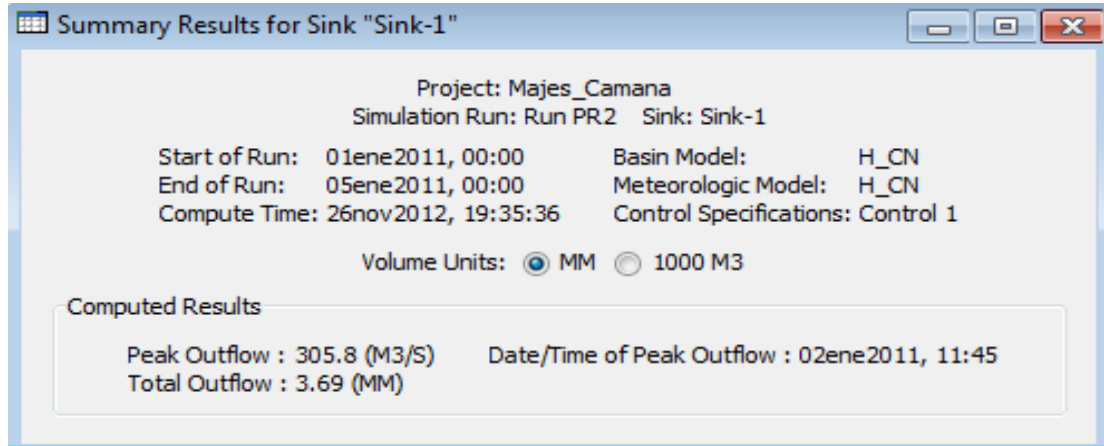 Summary Results for Sink "Sink-1"
Project: Majes_Camana
Simulation Run: Run PR2 Sink: Sink-1
Start of Run: 01ene2011, 00:00 Basin Model: H_CN
End of Run: 05ene2011, 00:00 Meteorologic Model: H_CN
Compute Time: 26nov2012, 19:35:36 Control Specifications: Control 1
Volume Units: MM 1000 M3
Computed Results
Peak Outflow : 305.8 (M3/S) Date/Time of Peak Outflow : 02ene2011, 11:45
Total Outflow : 3.69 (MM)